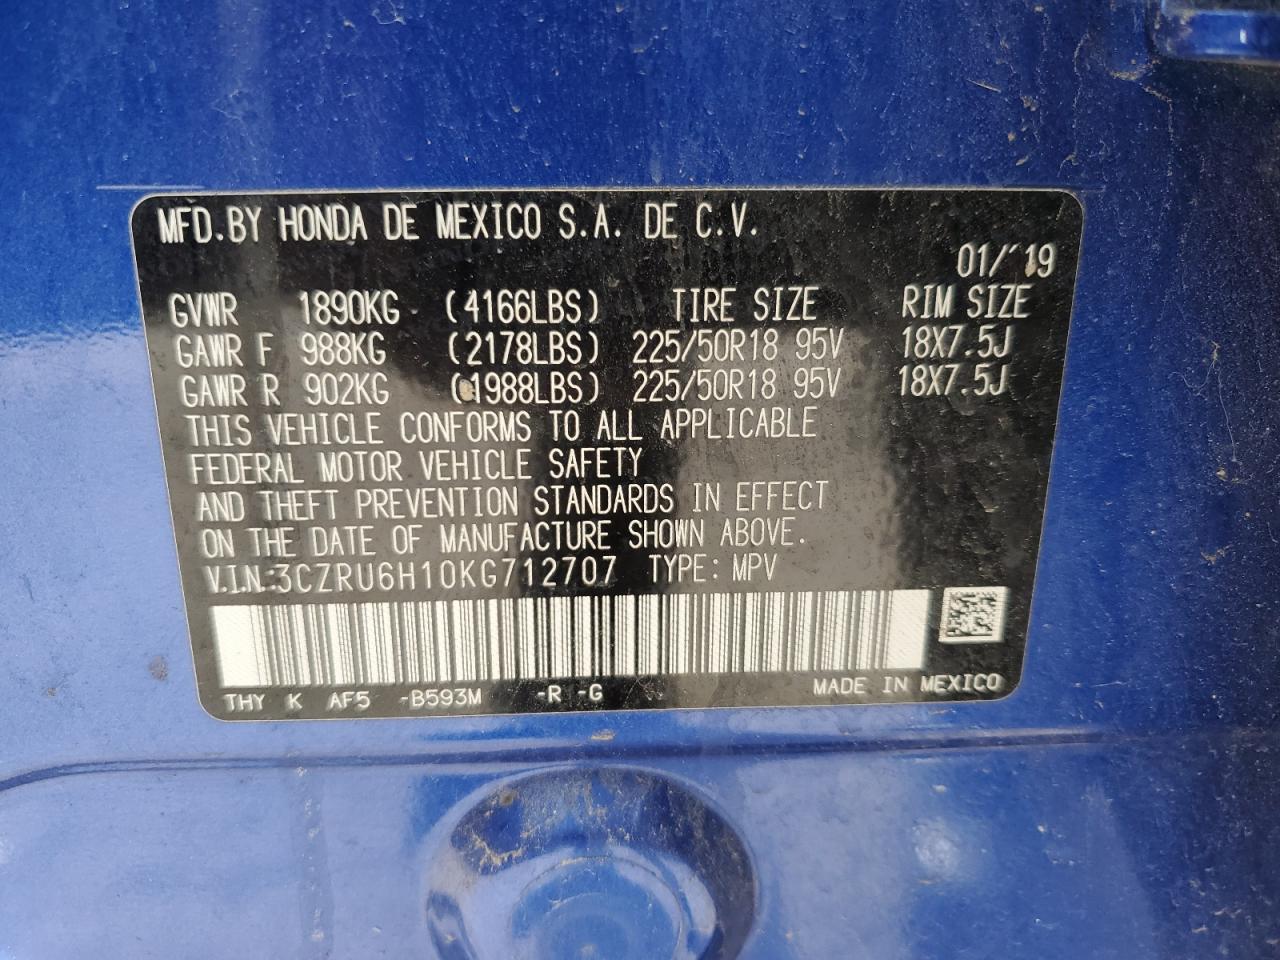 MFD.BY HONDA DE MEXICO S.A. DE C.V.
01/'19
GVWR 1890KG (4166LBS) TIRE SIZE RIM SIZE
GAWR F 988KG (2178LBS) 225/50R18 95V 18X7.5J
GAWR R 902KG (1988LBS) 225/50R18 95V 18X7.5J
THIS VEHICLE CONFORMS TO ALL APPLICABLE
FEDERAL MOTOR VEHICLE SAFETY
AND THEFT PREVENTION STANDARDS IN EFFECT
ON THE DATE OF MANUFACTURE SHOWN ABOVE.
V.I.N.:3CZRU6H10KG712707 TYPE: MPV
THY K AF5 -B593M -R -G MADE IN MEXICO